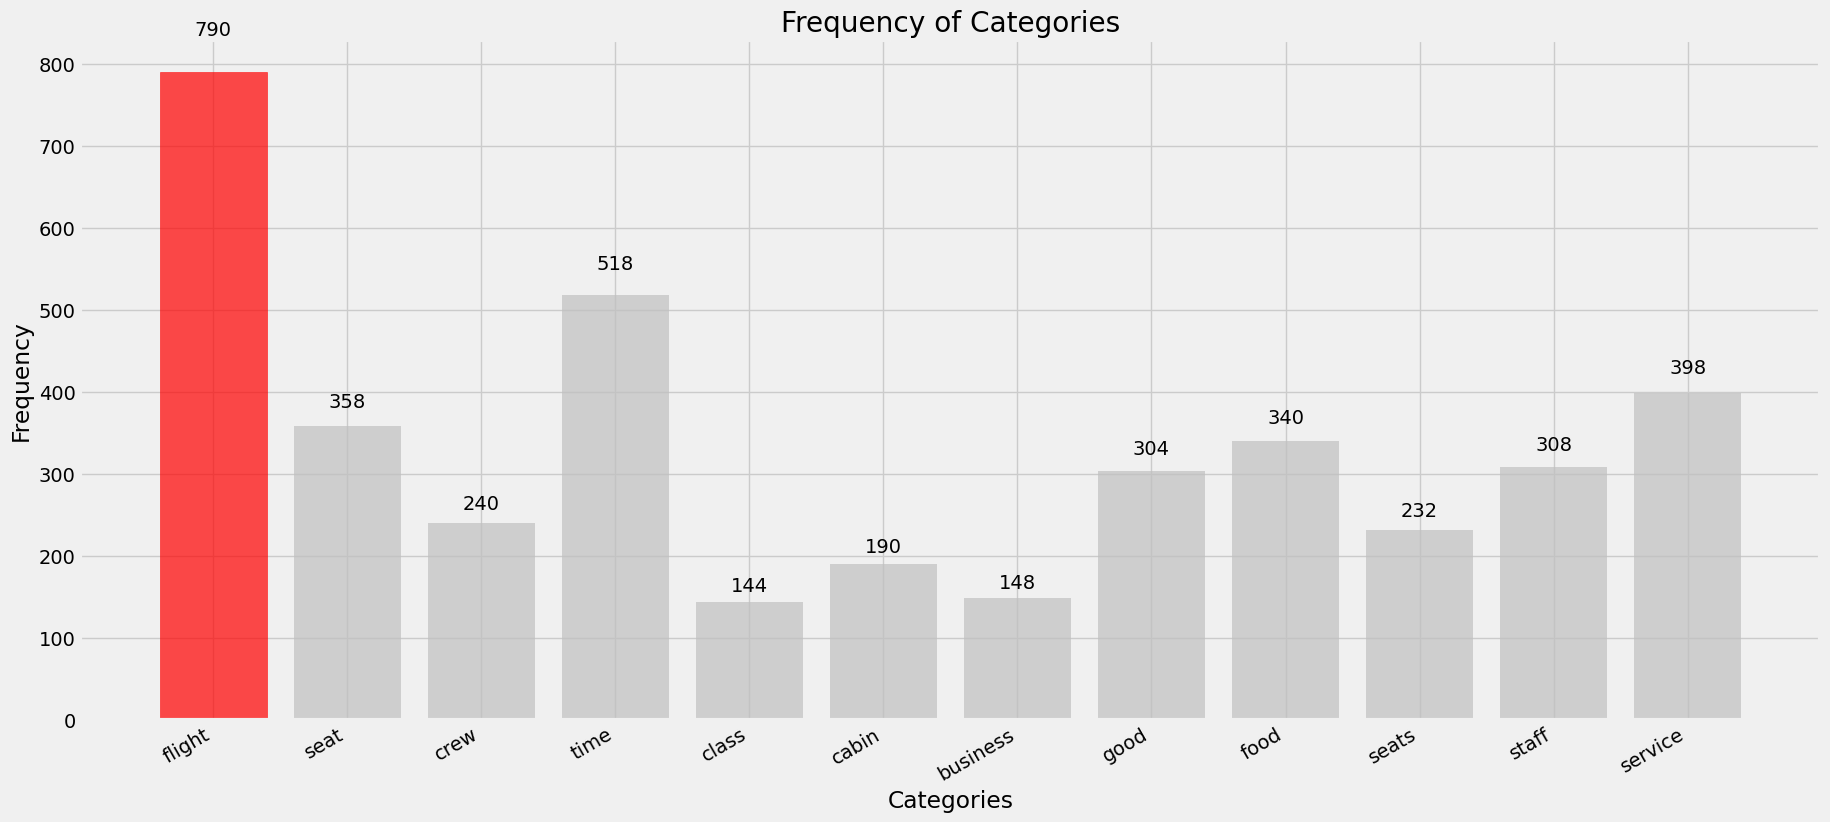 Frequency of Categories
790
358
240
518
144
190
148
304
340
232
308
398
Frequency
800
700
600
500
400
300
200
100
0
flight
seat
crew
time
class
cabin
business
good
food
seats
staff
service
Categories